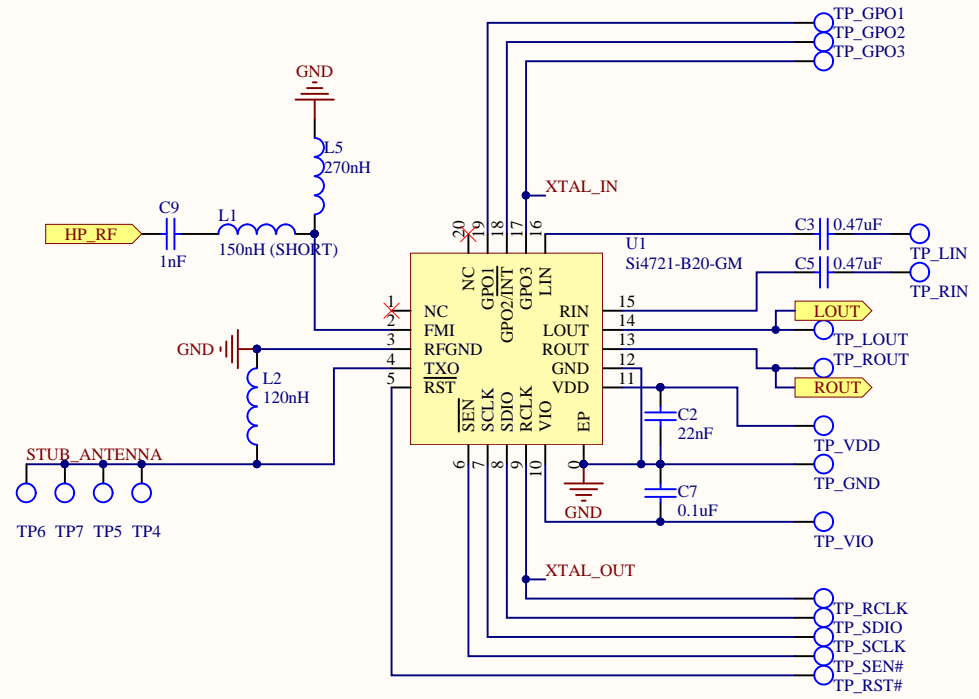 TP_GPO1
TP_GPO2
TP_GPO3
GND
L5
270nH
XTAL_IN
C9
HP_RF
1nF
L1
150nH (SHORT)
20
19
18
17
16
U1
Si4721-B20-GM
C3
0.47uF
TP_LIN
C5
0.47uF
TP_RIN
NC
GPO1
GPO2/INT
GPO3
LIN
1
NC
2
FMI
3
RFGND
4
TXO
5
RST
RIN
15
LOUT
14
ROUT
13
GND
12
VDD
11
LOUT
TP_LOUT
TP_ROUT
ROUT
GND
L2
120nH
SEN
SCLK
SDIO
RCLK
VIO
EP
6
7
8
9
10
0
C2
22nF
TP_VDD
TP_GND
GND
C7
0.1uF
TP_VIO
STUB_ANTENNA
TP6
TP7
TP5
TP4
XTAL_OUT
TP_RCLK
TP_SDIO
TP_SCLK
TP_SEN#
TP_RST#